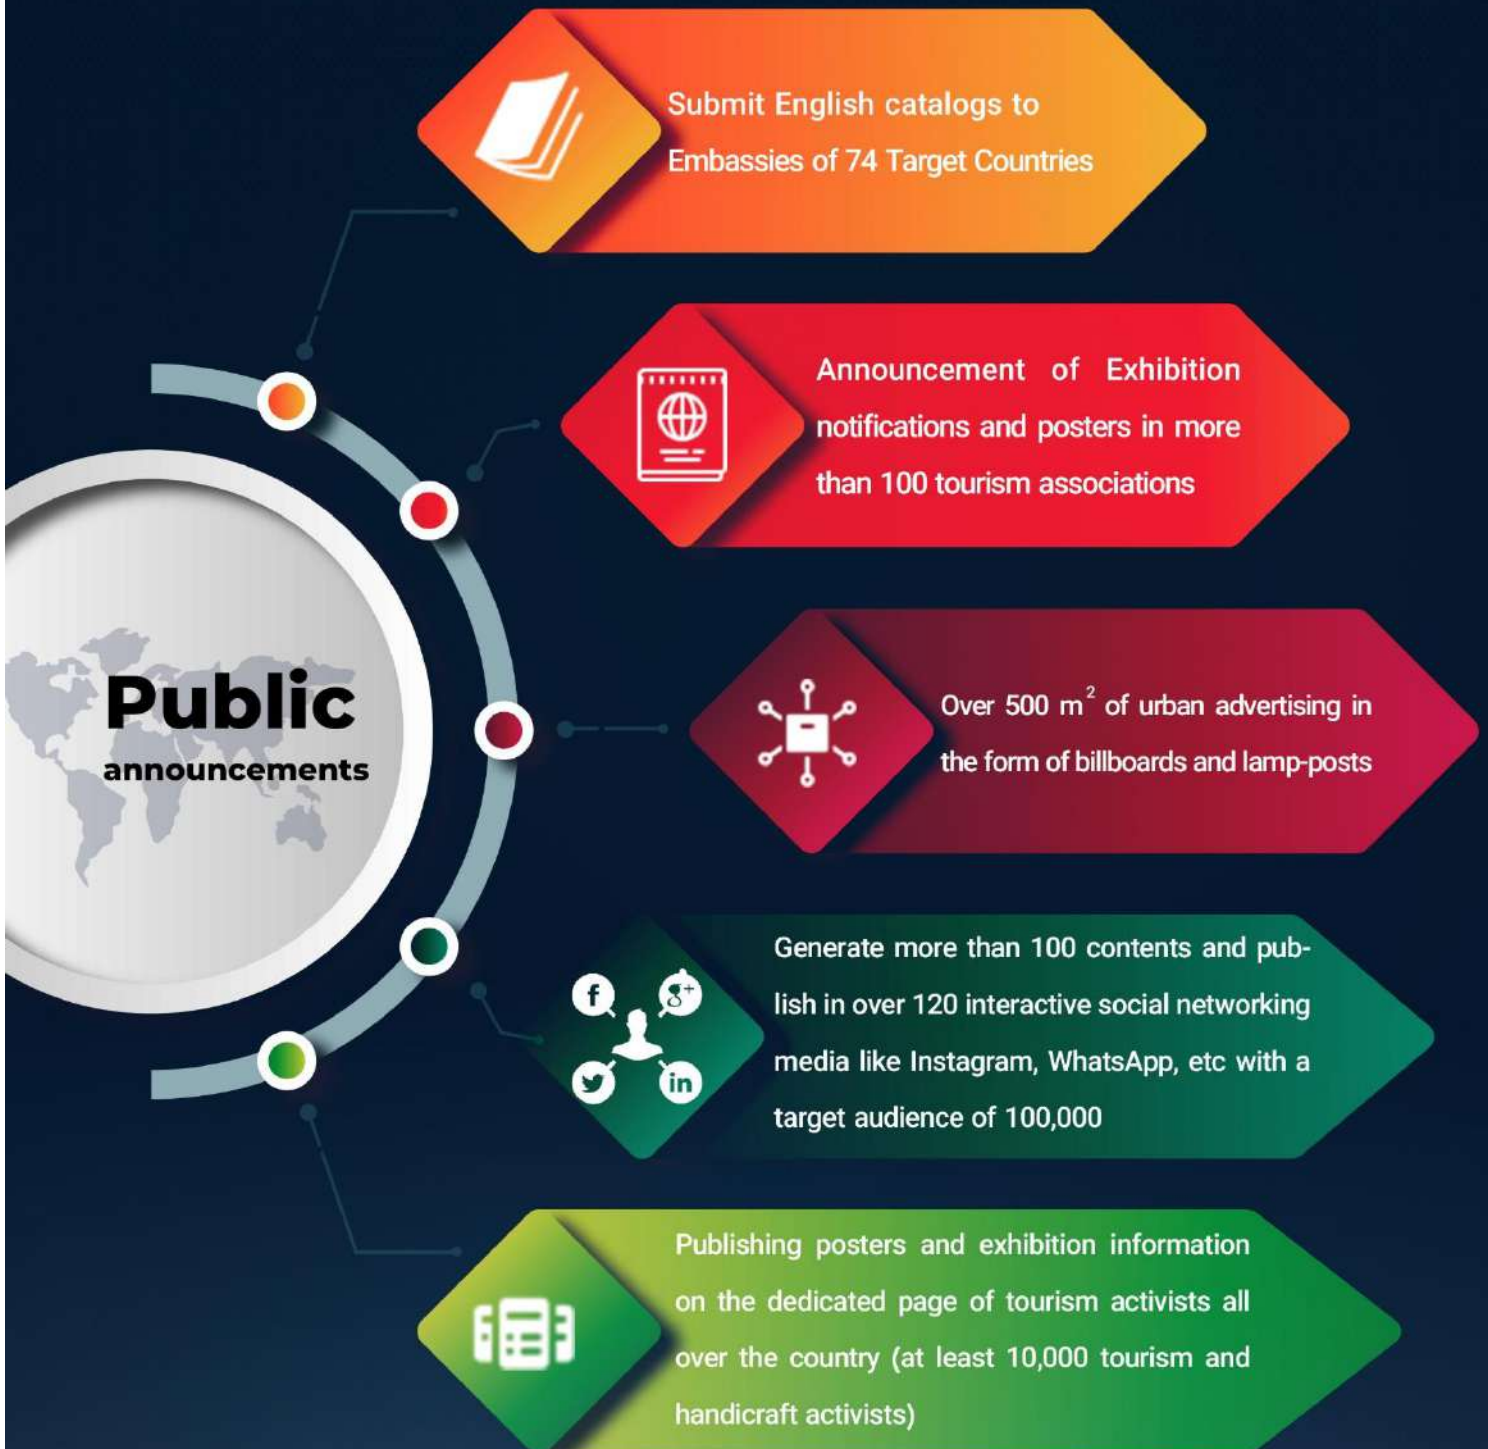 Submit English catalogs to
Embassies of 74 Target Countries
Announcement of Exhibition
notifications and posters in more
than 100 tourism associations
Public
announcements
Over 500 m² of urban advertising in
the form of billboards and lamp-posts
Generate more than 100 contents and pub-
lish in over 120 interactive social networking
media like Instagram, WhatsApp, etc with a
target audience of 100,000
Publishing posters and exhibition information
on the dedicated page of tourism activists all
over the country (at least 10,000 tourism and
handicraft activists)